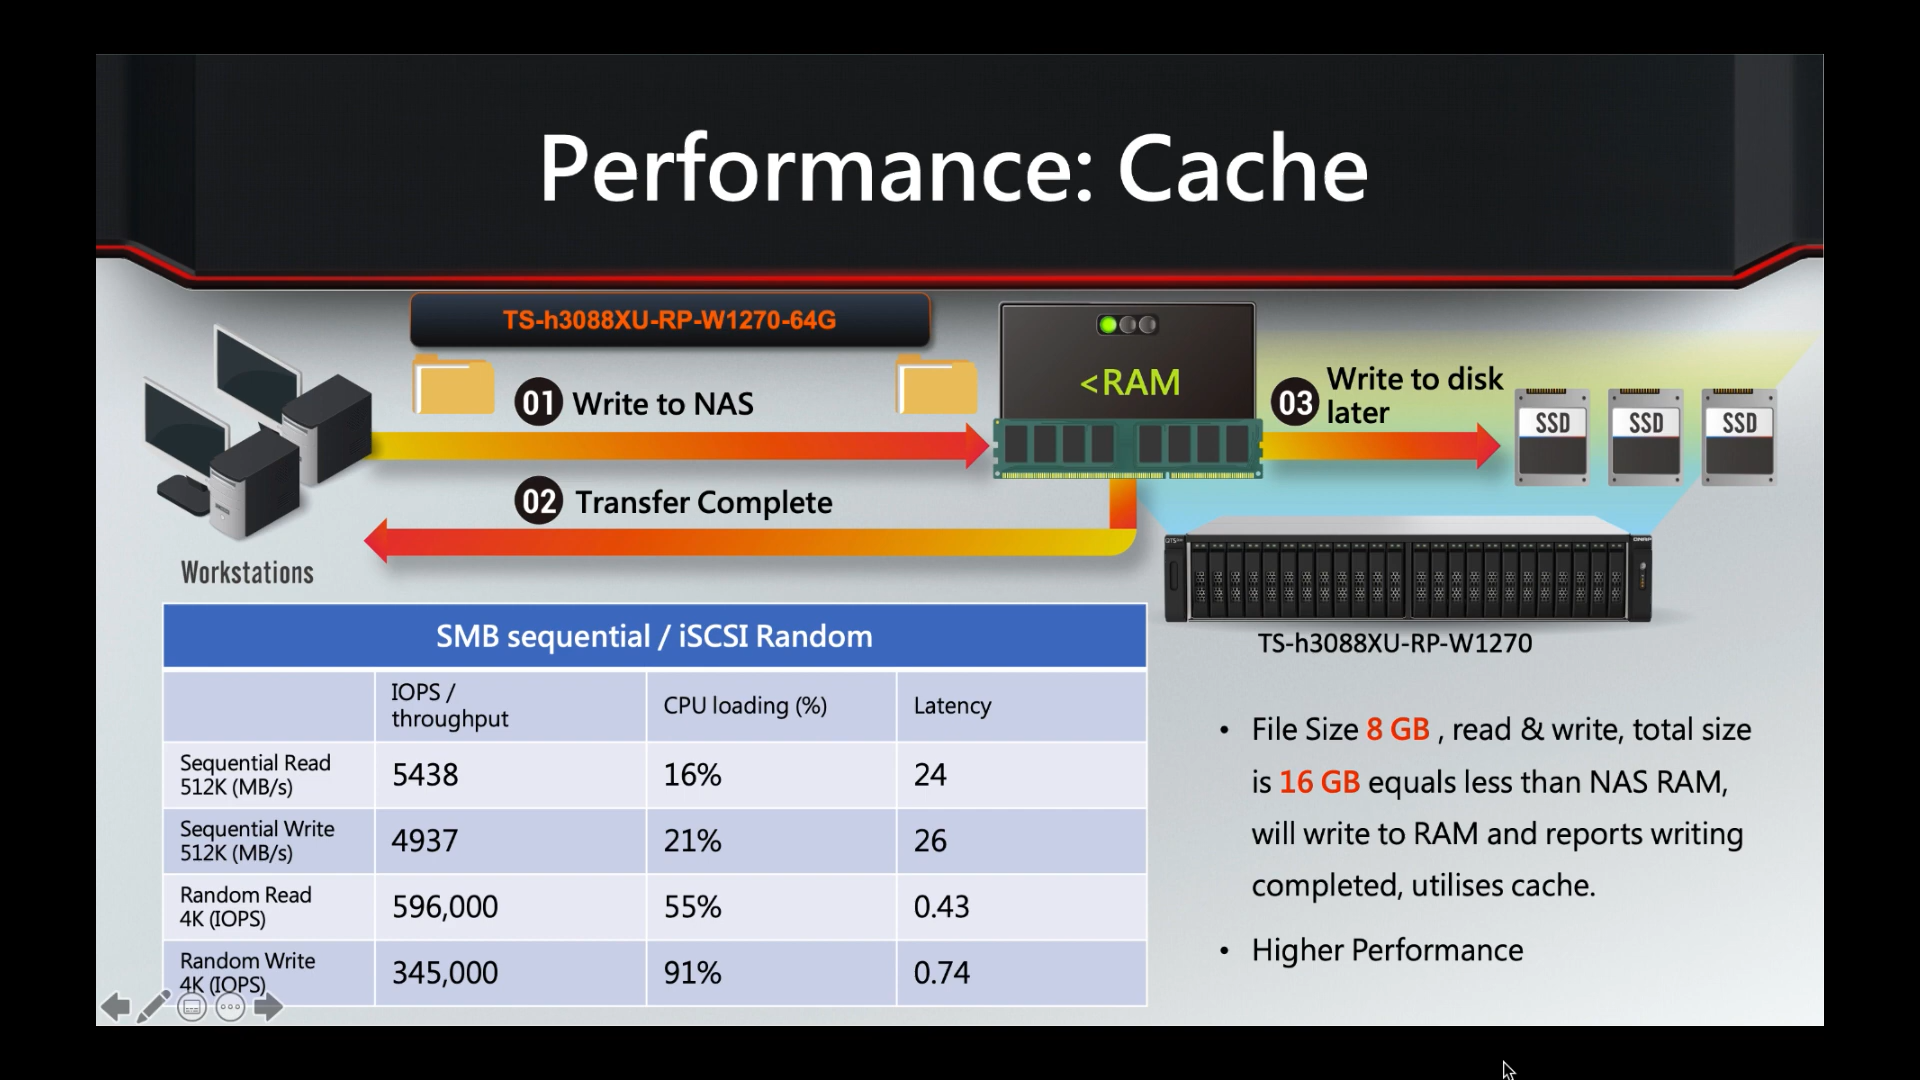 Performance: Cache
TS-h3088XU-RP-W1270-64G
<RAM
01 Write to NAS
03 Write to disk
later
SSD SSD SSD
02 Transfer Complete
Workstations
TS-h3088XU-RP-W1270
SMB sequential / iSCSI Random
IOPS /
throughput
CPU loading (%)
Latency
Sequential Read
512K (MB/s)
5438
16%
24
Sequential Write
512K (MB/s)
4937
21%
26
Random Read
4K (IOPS)
596,000
55%
0.43
Random Write
4K (IOPS)
345,000
91%
0.74
• File Size 8 GB , read & write, total size
is 16 GB equals less than NAS RAM,
will write to RAM and reports writing
completed, utilises cache.
• Higher Performance